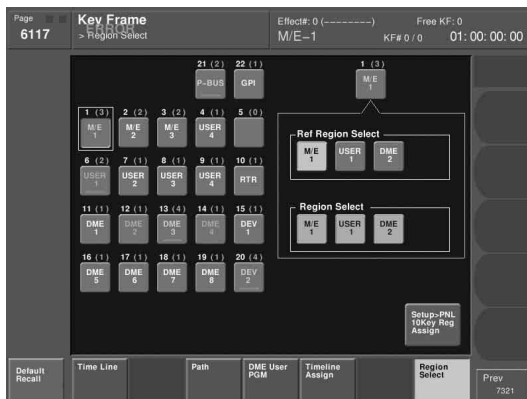 Page
6117
Key Frame
ERROR
> Region Select
Effect#: 0 (--------)
Free KF: 0
M/E-1
KF# 0 / 0
01: 00: 00: 00
21 (2)
22 (1)
P-BUS
GPI
1 (3)
M/E
1
1 (3)
2 (2)
3 (2)
4 (1)
5 (0)
M/E
1
M/E
2
M/E
3
USER
4
6 (2)
7 (1)
8 (1)
9 (1)
10 (1)
USER
1
USER
2
USER
3
USER
4
RTR
11 (1)
12 (1)
13 (4)
14 (1)
15 (1)
DME
1
DME
2
DME
3
DME
4
DEV
1
16 (1)
17 (1)
18 (1)
19 (1)
20 (4)
DME
5
DME
6
DME
7
DME
8
DEV
2
Ref Region Select
M/E
1
USER
1
DME
2
Region Select
M/E
1
USER
1
DME
2
Setup>PNL
10Key Reg
Assign
Default
Recall
Time Line
Path
DME User
PGM
Timeline
Assign
Region
Select
Prev
7321